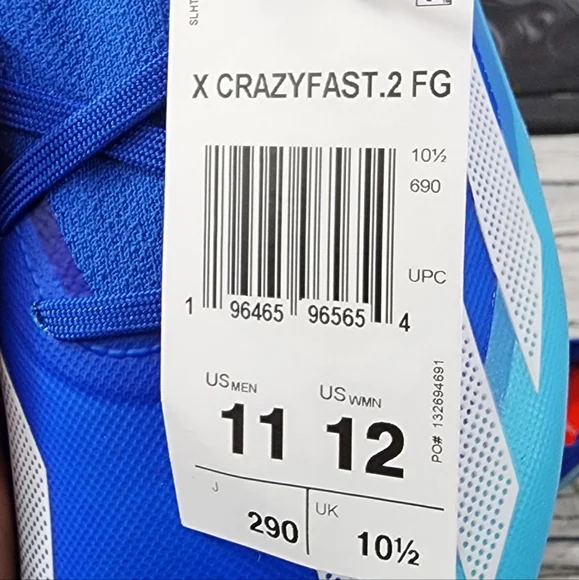 SLHT
X CRAZYFAST.2 FG
10½
690
UPC
1 96465 96565 4
US MEN US WMN
11 12
PO# 132694691
J UK
290 10½